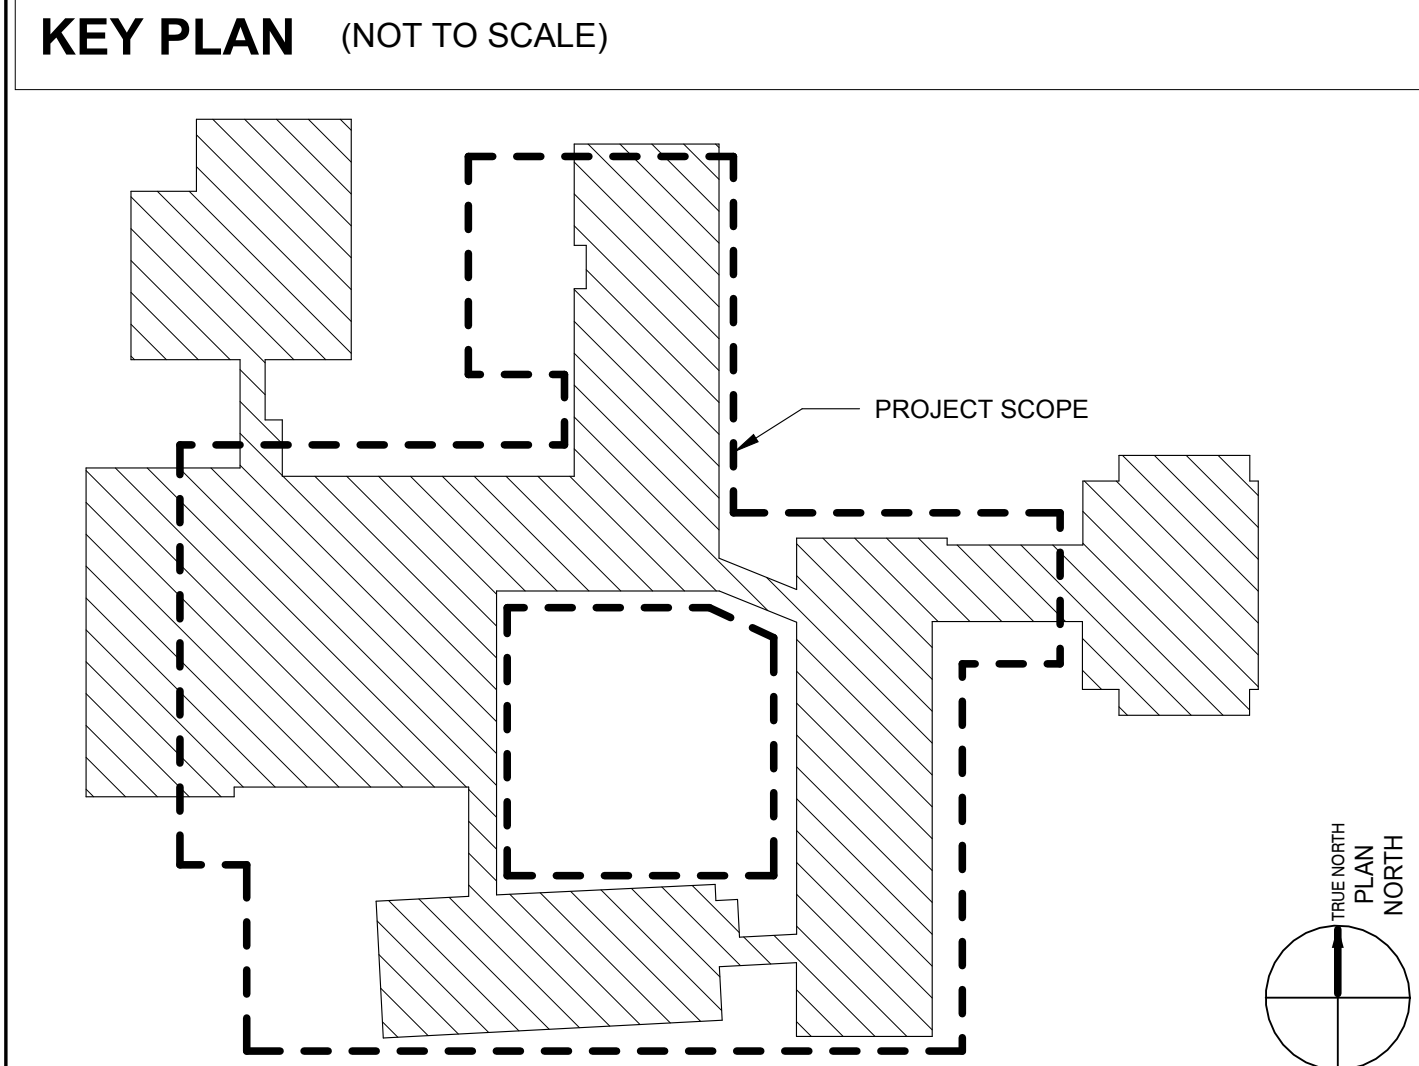 KEY PLAN (NOT TO SCALE)
PROJECT SCOPE
TRUE NORTH
PLAN
NORTH